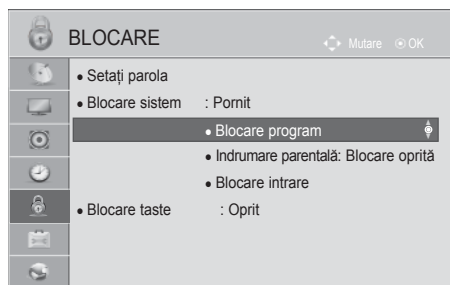 BLOCARE
Mutare OK
• Setați parola
• Blocare sistem : Pornit
• Blocare program
• Indrumare parentală: Blocare oprită
• Blocare intrare
• Blocare taste : Oprit